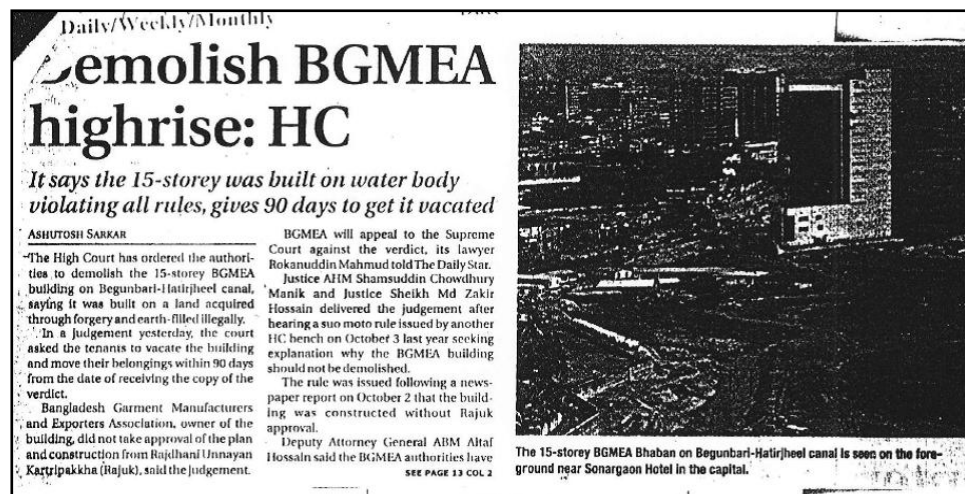 Daily/Weekly/Monthly
Demolish BGMEA
highrise: HC
It says the 15-storey was built on water body
violating all rules, gives 90 days to get it vacated
ASHUTOSH SARKAR
The High Court has ordered the authori-
ties to demolish the 15-storey BGMEA
building on Begunbari-Hatirjheel canal,
saying it was built on a land acquired
through forgery and earth-filled illegally.
In a judgement yesterday, the court
asked the tenants to vacate the building
and move their belongings within 90 days
from the date of receiving the copy of the
verdict.
Bangladesh Garment Manufacturers
and Exporters Association, owner of the
building, did not take approval of the plan
and construction from Rajdhani Unnayan
Kartripakkha (Rajuk), said the judgement.
BGMEA will appeal to the Supreme
Court against the verdict, its lawyer
Rokanuddin Mahmud told The Daily Star.
Justice AHM Shamsuddin Chowdhury
Manik and Justice Sheikh Md Zakir
Hossain delivered the judgement after
hearing a suo moto rule issued by another
HC bench on October 3 last year seeking
explanation why the BGMEA building
should not be demolished.
The rule was issued following a news-
paper report on October 2 that the build-
ing was constructed without Rajuk
approval.
Deputy Attorney General ABM Altaf
Hossain said the BGMEA authorities have
SEE PAGE 13 COL 2
The 15-storey BGMEA Bhaban on Begunbari-Hatirjheel canal is seen on the fore-
ground near Sonargaon Hotel in the capital.